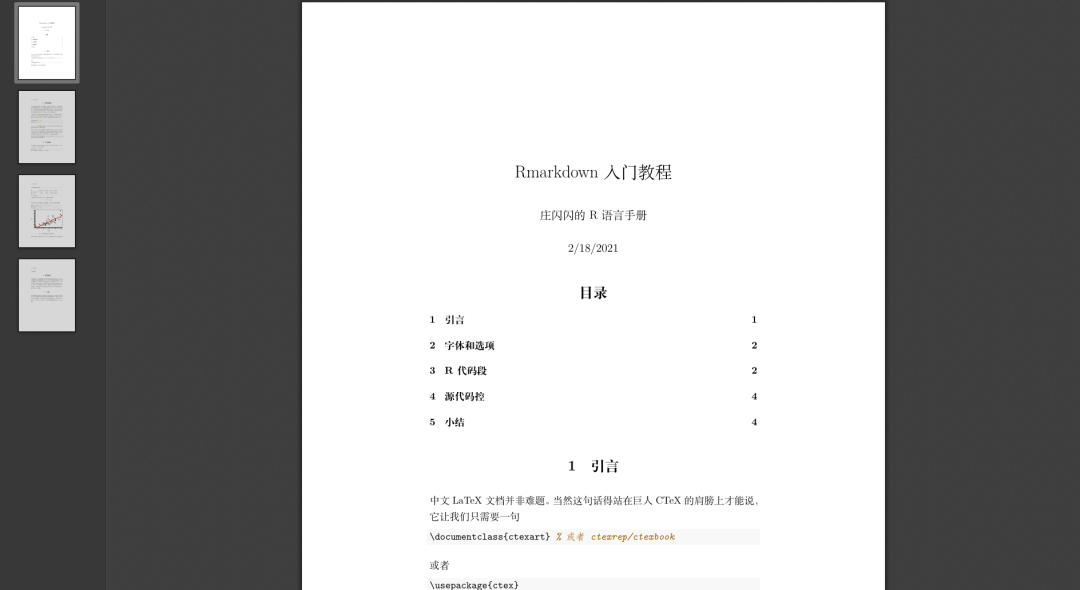 Rmarkdown 入门教程
庄闪闪的 R 语言手册
2/18/2021
目录
1 引言 1
2 字体和选项 2
3 R 代码段 2
4 源代码控 4
5 小结 4
1 引言
中文 LaTeX 文档并非难题。当然这句话得站在巨人 CTeX 的肩膀上才能说，
它让我们只需要一句
\documentclass{ctexart} % 或者 ctexrep/ctexbook
或者
\usepackage{ctex}